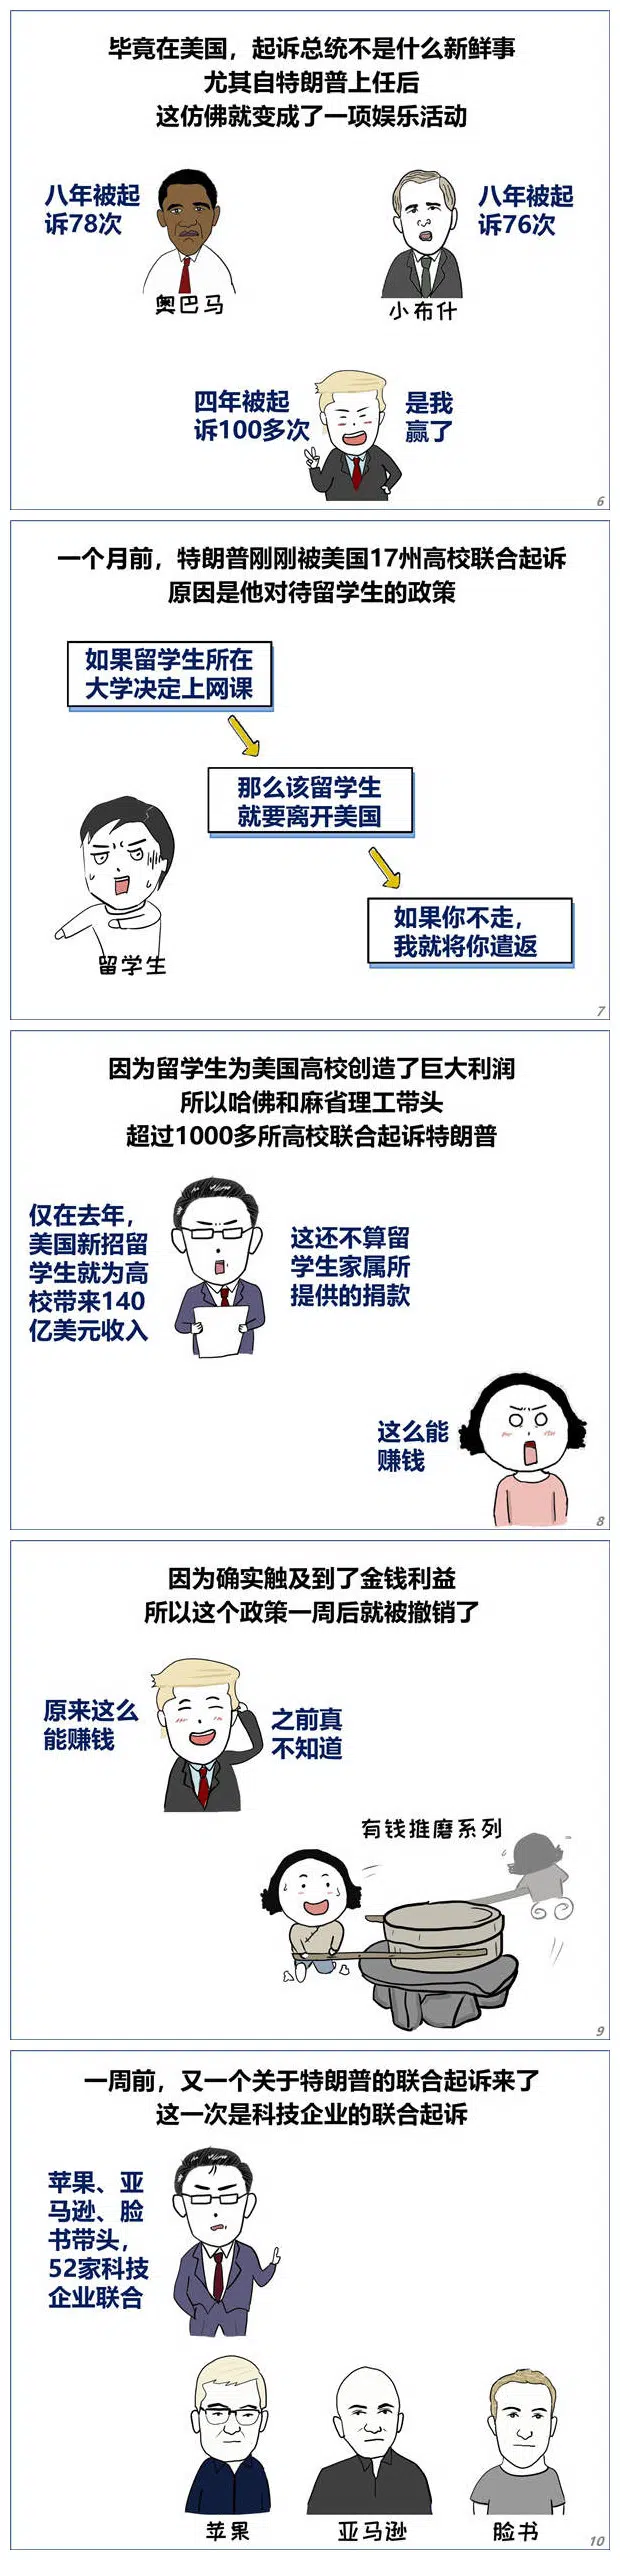 毕竟在美国，起诉总统不是什么新鲜事
尤其自特朗普上任后
这仿佛就变成了一项娱乐活动
八年被起
诉78次
奥巴马
八年被起
诉76次
小布什
四年被起
诉100多次
是我
赢了
6
一个月前，特朗普刚刚被美国17州高校联合起诉
原因是他对待留学生的政策
如果留学生所在
大学决定上网课
那么该留学生
就要离开美国
如果你不走，
我就将你遣返
留学生
7
因为留学生为美国高校创造了巨大利润
所以哈佛和麻省理工带头
超过1000多所高校联合起诉特朗普
仅在去年，
美国新招留
学生就为高
校带来140
亿美元收入
这还不算留
学生家属所
提供的捐款
这么能
赚钱
8
因为确实触及到了金钱利益
所以这个政策一周后就被撤销了
原来这么
能赚钱
之前真
不知道
有钱推磨系列
9
一周前，又一个关于特朗普的联合起诉来了
这一次是科技企业的联合起诉
苹果、亚
马逊、脸
书带头，
52家科技
企业联合
苹果
亚马逊
脸书
10